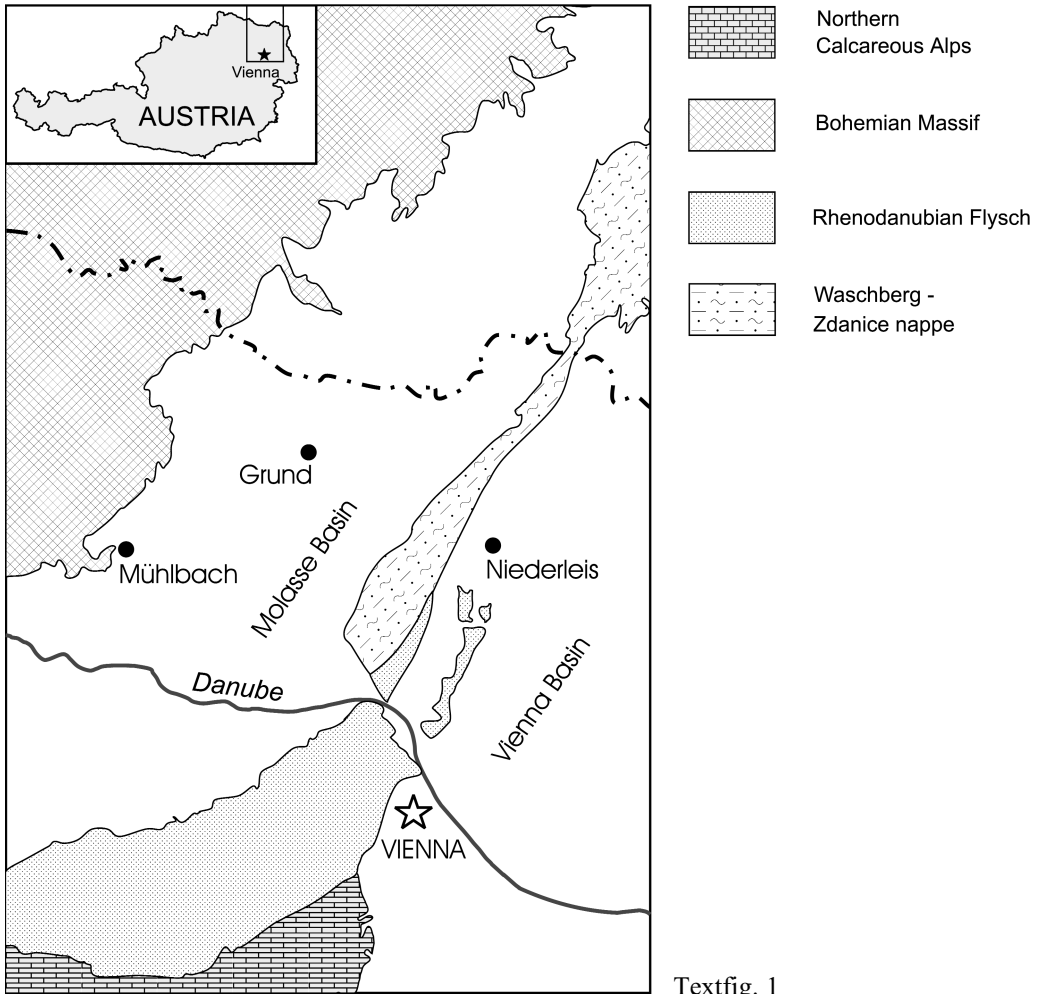 Vienna
AUSTRIA
Grund
Mühlbach
Molasse Basin
Niederleis
Danube
Vienna Basin
VIENNA
Northern
Calcareous Alps
Bohemian Massif
Rhenodanubian Flysch
Waschberg -
Zdanice nappe
Textfig. 1